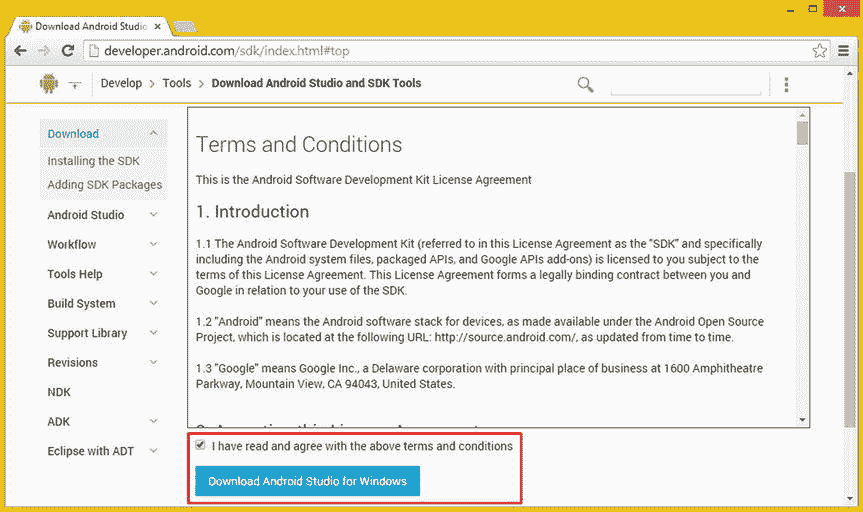 Download Android Studio
developer.android.com/sdk/index.html#top
Develop > Tools > Download Android Studio and SDK Tools
Download
Installing the SDK
Adding SDK Packages
Android Studio
Workflow
Tools Help
Build System
Support Library
Revisions
NDK
ADK
Eclipse with ADT
Terms and Conditions
This is the Android Software Development Kit License Agreement
1. Introduction
1.1 The Android Software Development Kit (referred to in this License Agreement as the "SDK" and specifically
including the Android system files, packaged APIs, and Google APIs add-ons) is licensed to you subject to the
terms of this License Agreement. This License Agreement forms a legally binding contract between you and
Google in relation to your use of the SDK.
1.2 "Android" means the Android software stack for devices, as made available under the Android Open Source
Project, which is located at the following URL: http://source.android.com/, as updated from time to time.
1.3 "Google" means Google Inc., a Delaware corporation with principal place of business at 1600 Amphitheatre
Parkway, Mountain View, CA 94043, United States.
I have read and agree with the above terms and conditions
Download Android Studio for Windows